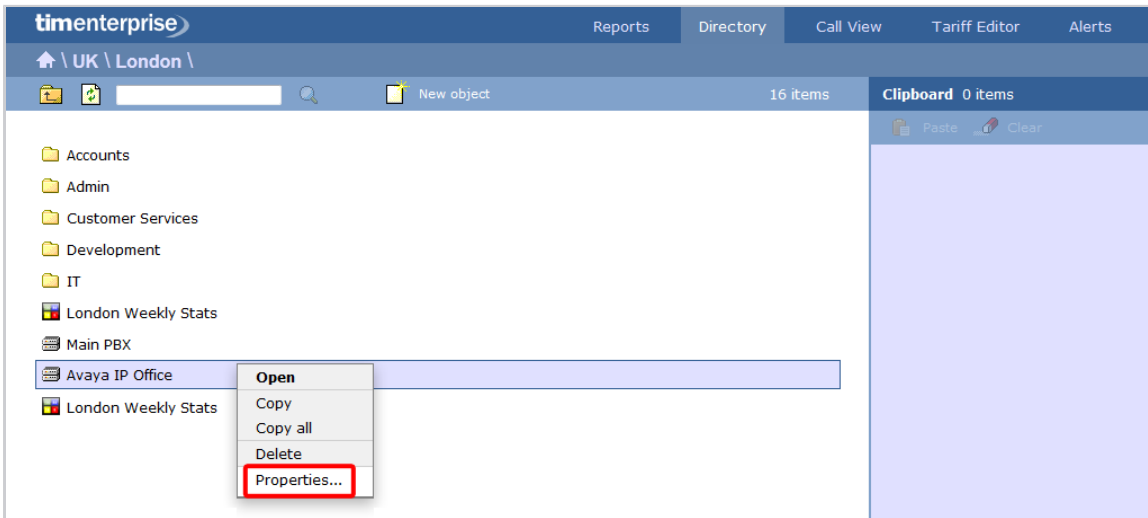 timenterprise
Reports Directory Call View Tariff Editor Alerts
\ UK \ London \
New object 16 items Clipboard 0 items
Paste Clear
Accounts
Admin
Customer Services
Development
IT
London Weekly Stats
Main PBX
Avaya IP Office
London Weekly Stats
Open
Copy
Copy all
Delete
Properties...